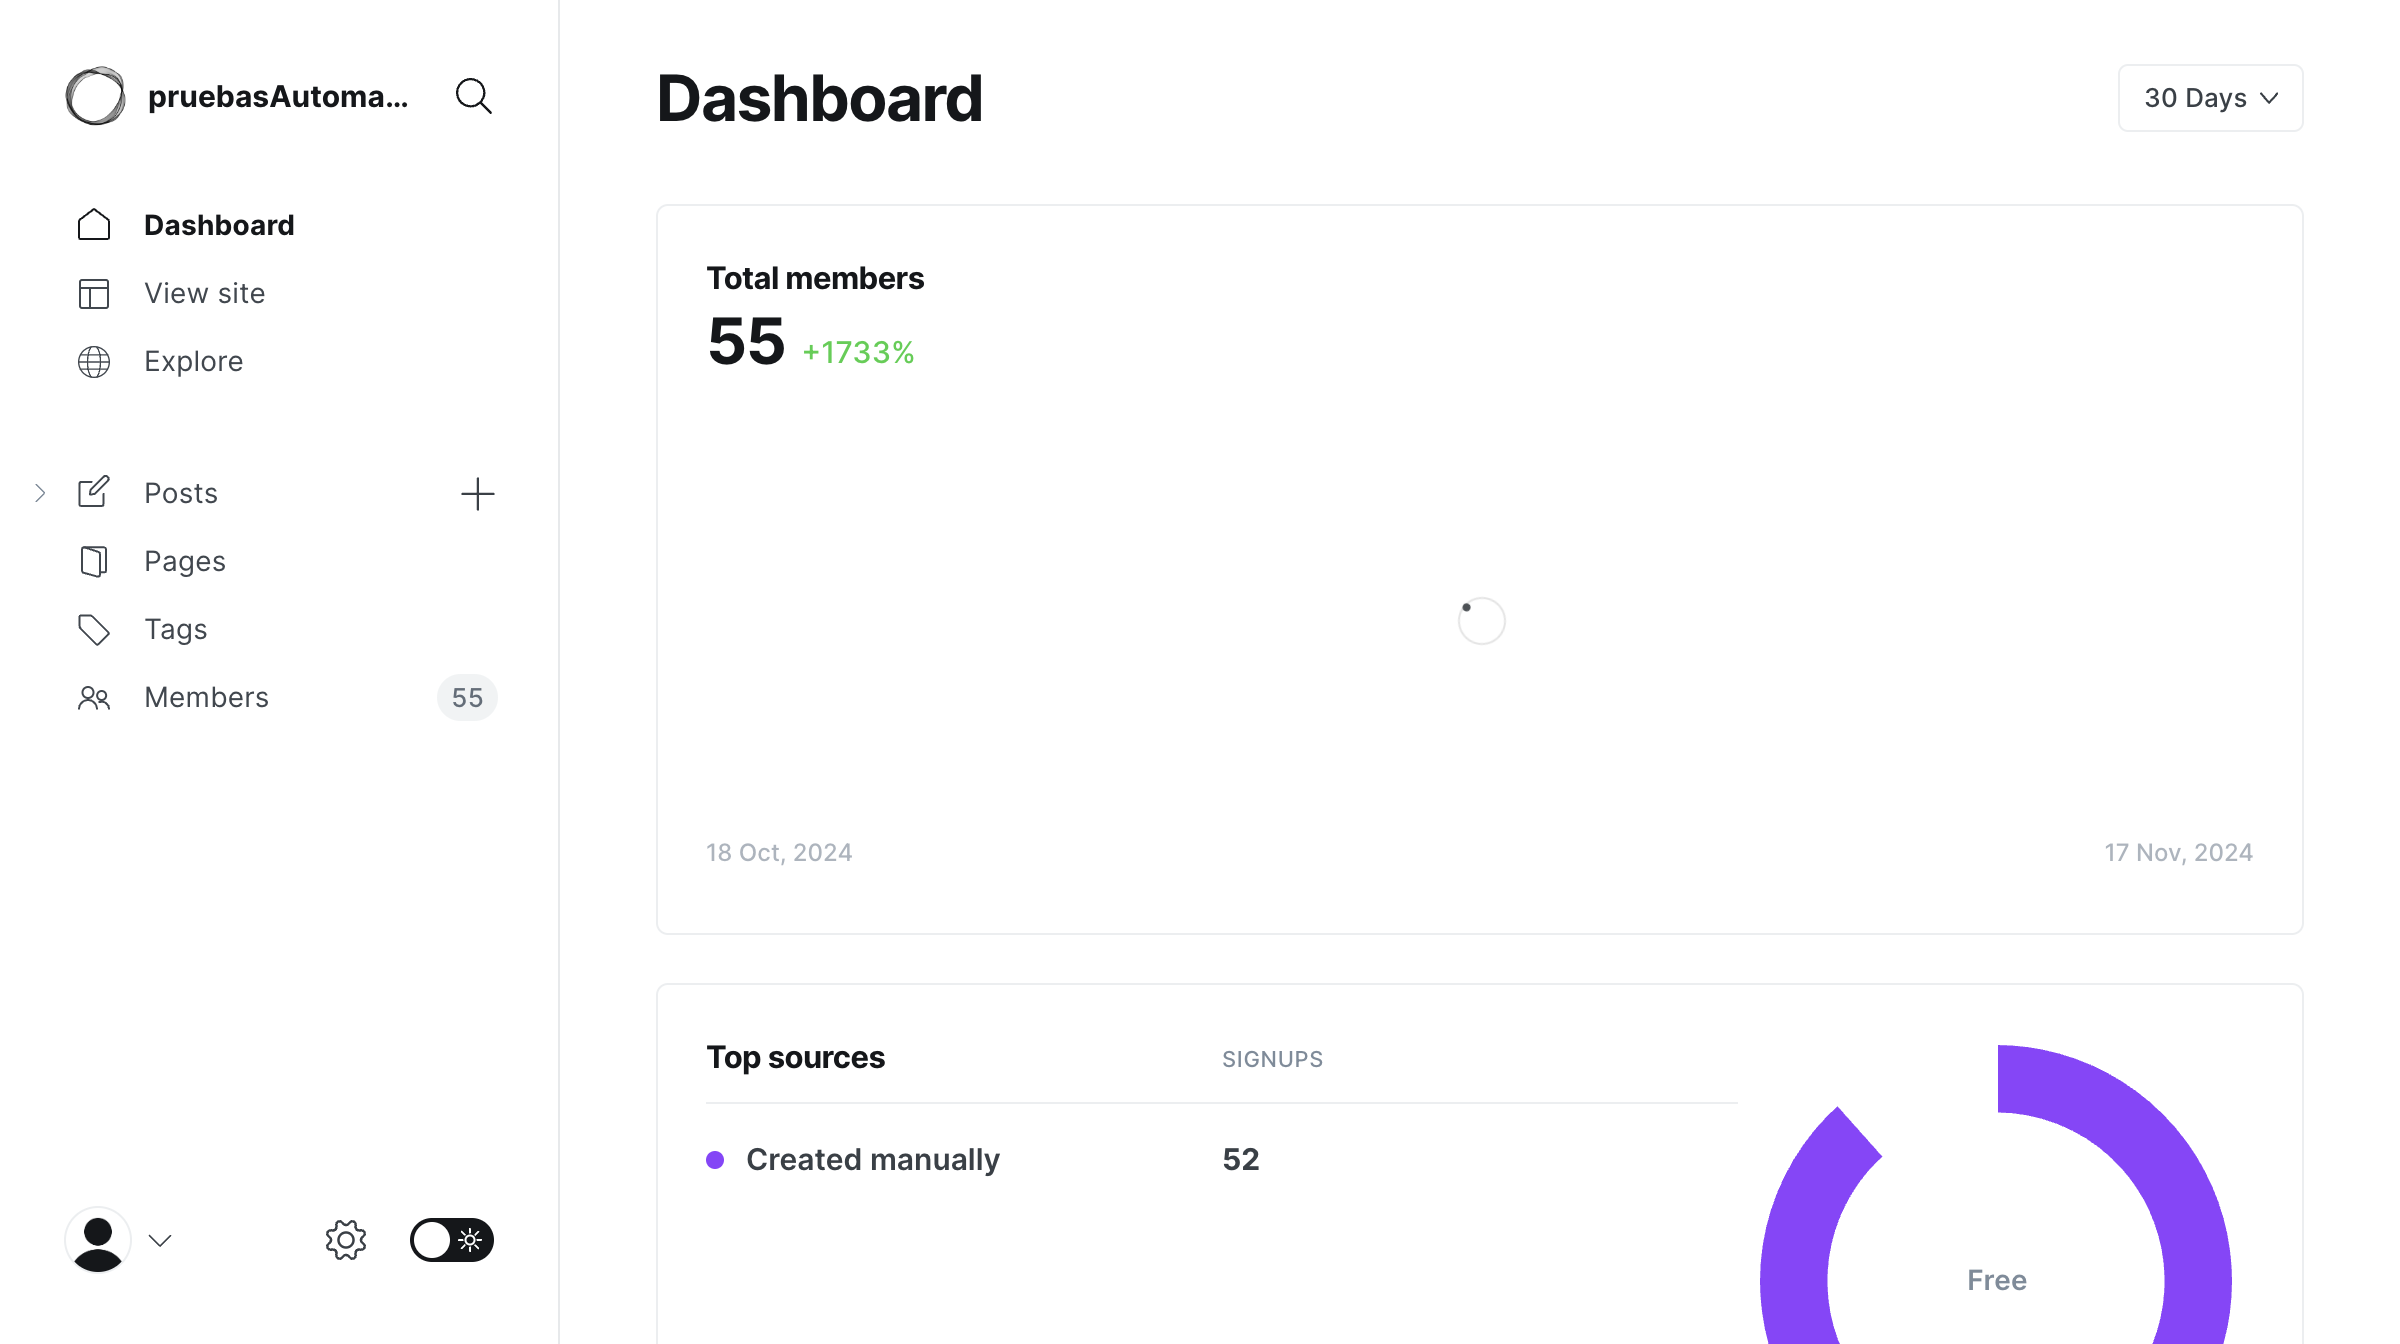 pruebasAutoma...
Dashboard
View site
Explore
Posts
Pages
Tags
Members 55
Dashboard
30 Days
Total members
55 +1733%
18 Oct, 2024 17 Nov, 2024
Top sources SIGNUPS
Created manually 52
Free